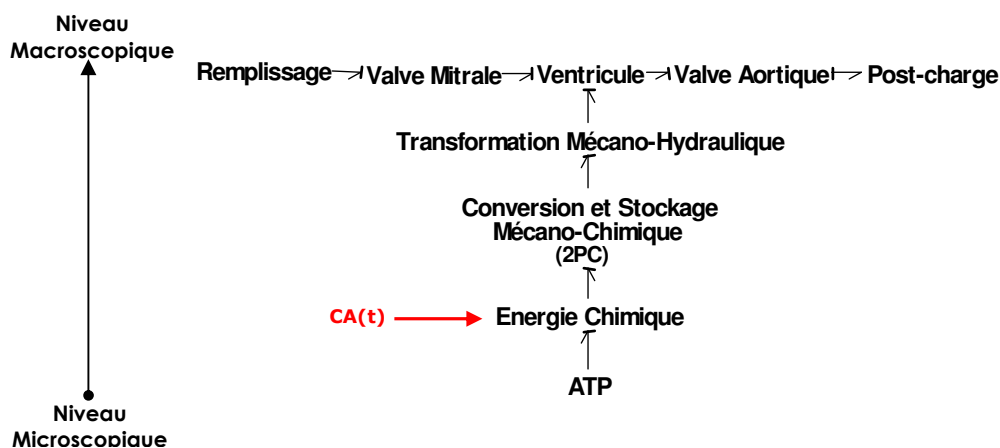 Niveau
Macroscopique
Remplissage Valve Mitrale Ventricule Valve Aortique Post-charge
Transformation Mécano-Hydraulique
Conversion et Stockage
Mécano-Chimique
(2PC)
CA(t) Energie Chimique
ATP
Niveau
Microscopique